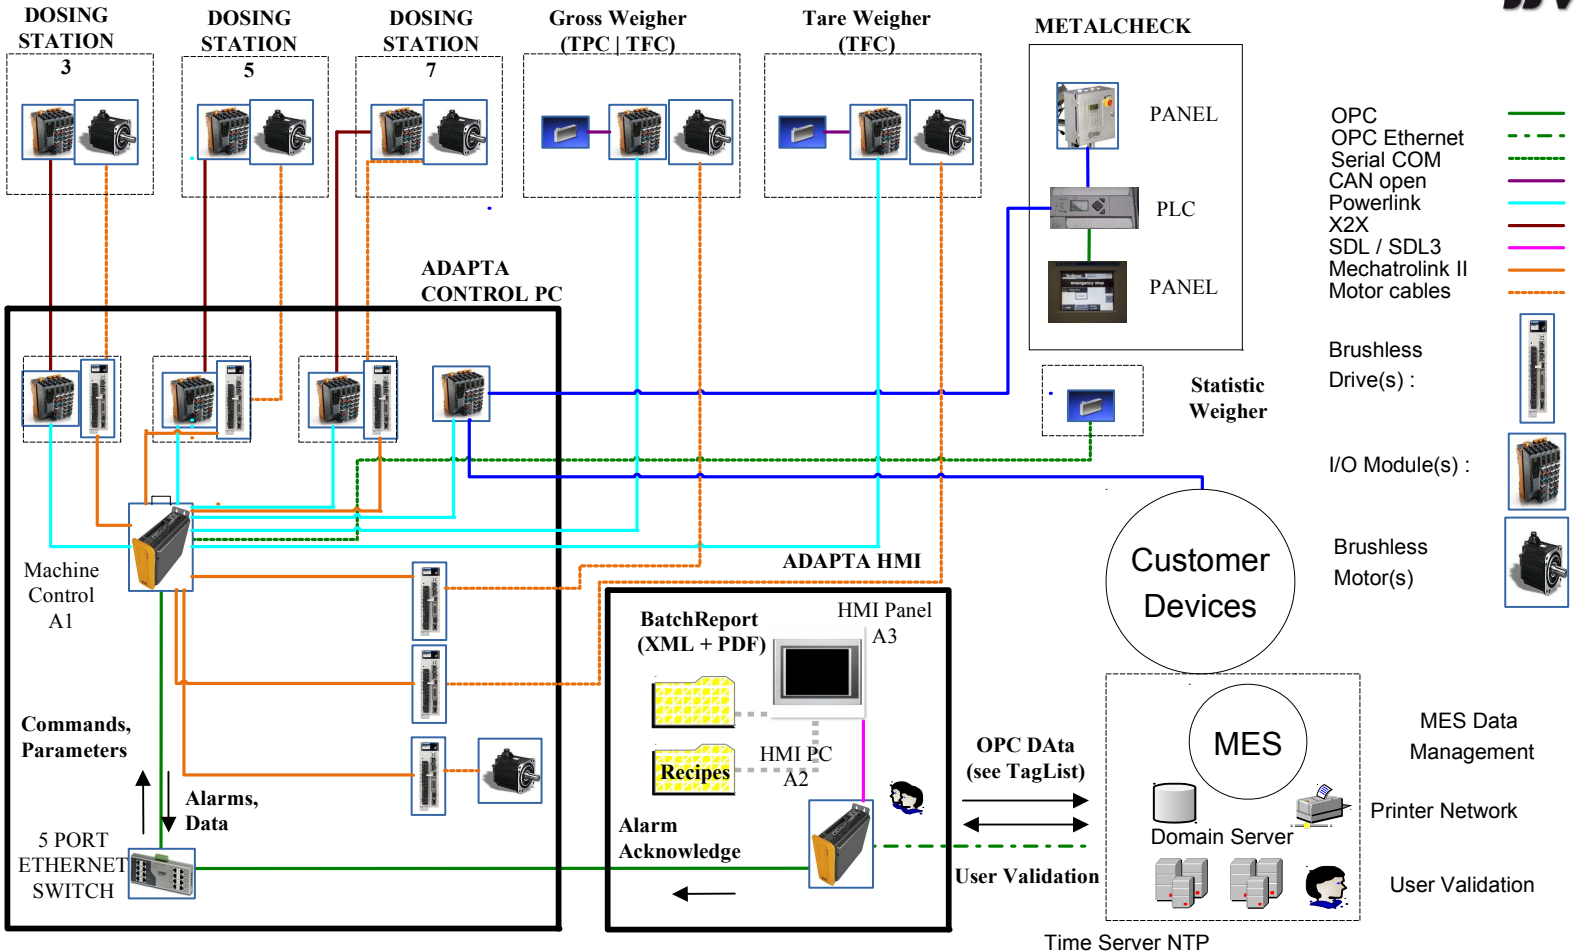 DOSING
STATION
3
DOSING
STATION
5
DOSING
STATION
7
Gross Weigher
(TPC | TFC)
Tare Weigher
(TFC)
METALCHECK
PANEL
PLC
emergency stop
PANEL
OPC
OPC Ethernet
Serial COM
CAN open
Powerlink
X2X
SDL / SDL3
Mechatrolink II
Motor cables
Brushless
Drive(s) :
I/O Module(s) :
Brushless
Motor(s)
ADAPTA
CONTROL PC
Statistic
Weigher
Machine
Control
A1
Commands,
Parameters
Alarms,
Data
5 PORT
ETHERNET
SWITCH
ADAPTA HMI
BatchReport
(XML + PDF)
HMI Panel
A3
Recipes
HMI PC
A2
Alarm
Acknowledge
OPC DAta
(see TagList)
User Validation
Customer
Devices
MES
Domain Server
MES Data
Management
Printer Network
User Validation
Time Server NTP